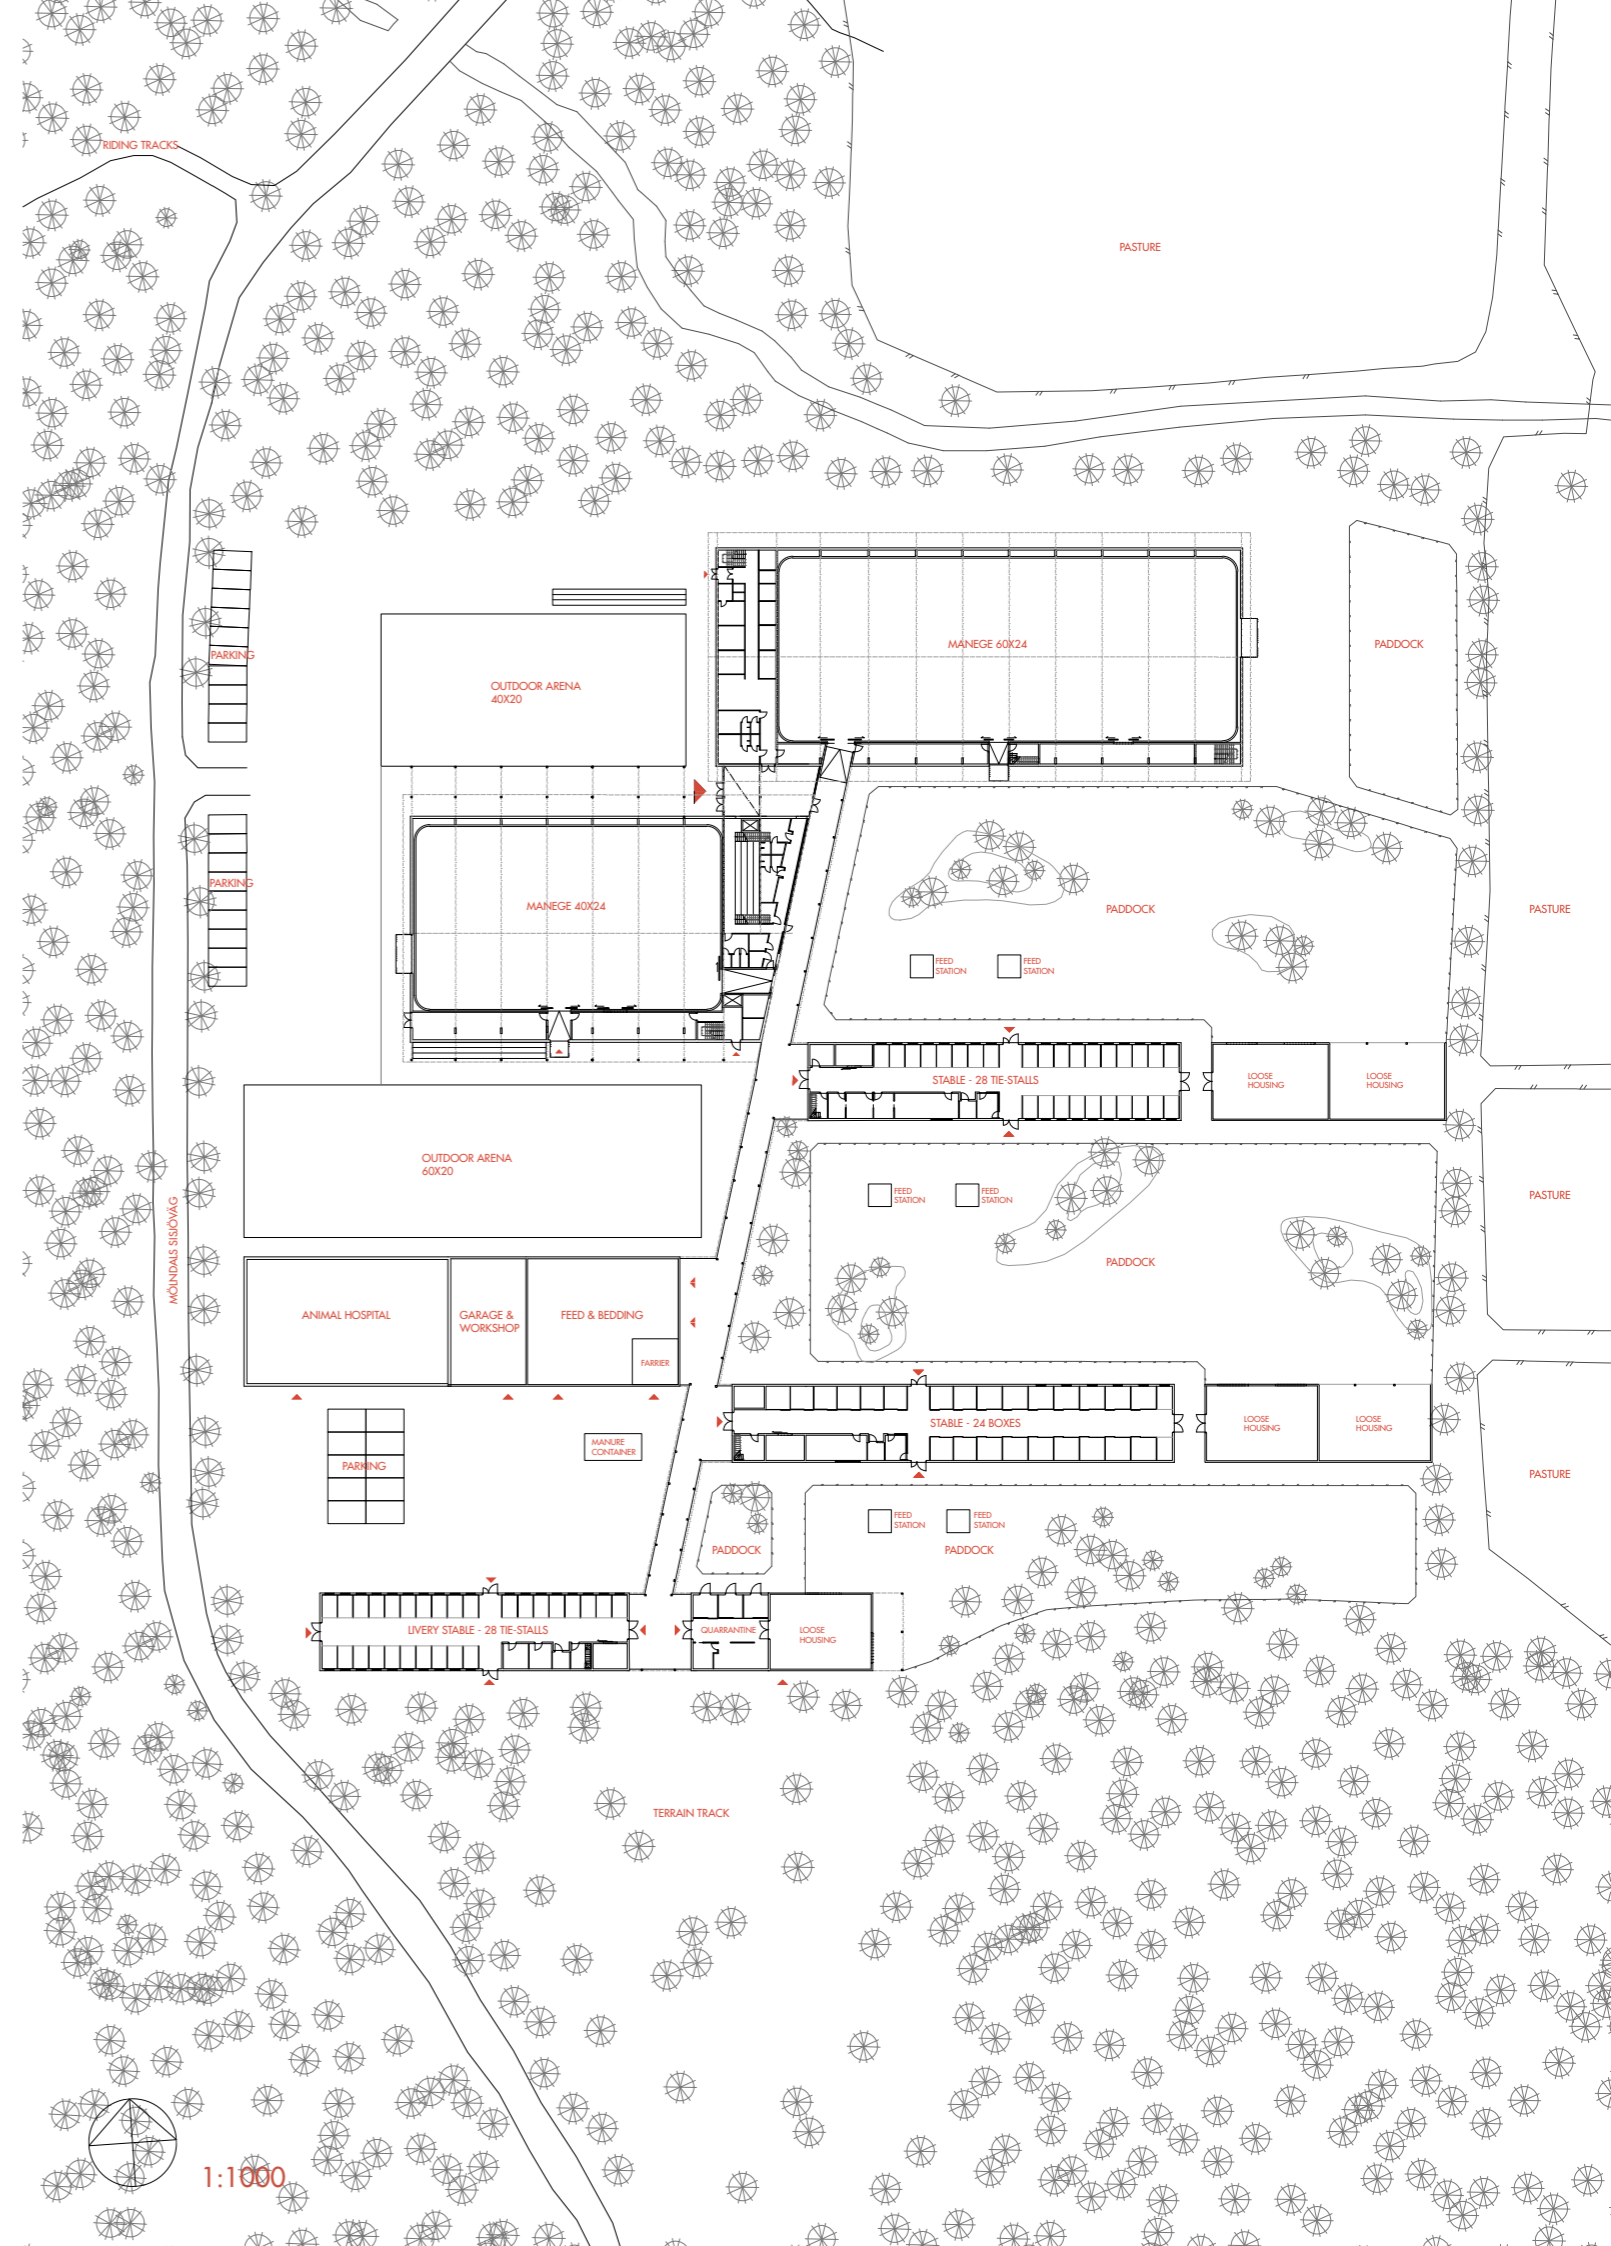 RIDING TRACKS
PASTURE
MANEGE 60X24
PADDOCK
PARKING
OUTDOOR ARENA
40X20
PARKING
MANEGE 40X24
PADDOCK
PASTURE
FEED
STATION
FEED
STATION
STABLE - 28 TIE-STALLS
LOOSE
HOUSING
LOOSE
HOUSING
OUTDOOR ARENA
60X20
FEED
STATION
FEED
STATION
PASTURE
MÖLNDALS SISJÖVÄG
PADDOCK
ANIMAL HOSPITAL
GARAGE &
WORKSHOP
FEED & BEDDING
FARRIER
STABLE - 24 BOXES
LOOSE
HOUSING
LOOSE
HOUSING
MANURE
CONTAINER
PARKING
PASTURE
FEED
STATION
FEED
STATION
PADDOCK
PADDOCK
LIVERY STABLE - 28 TIE-STALLS
QUARRANTINE
LOOSE
HOUSING
TERRAIN TRACK
1:1000